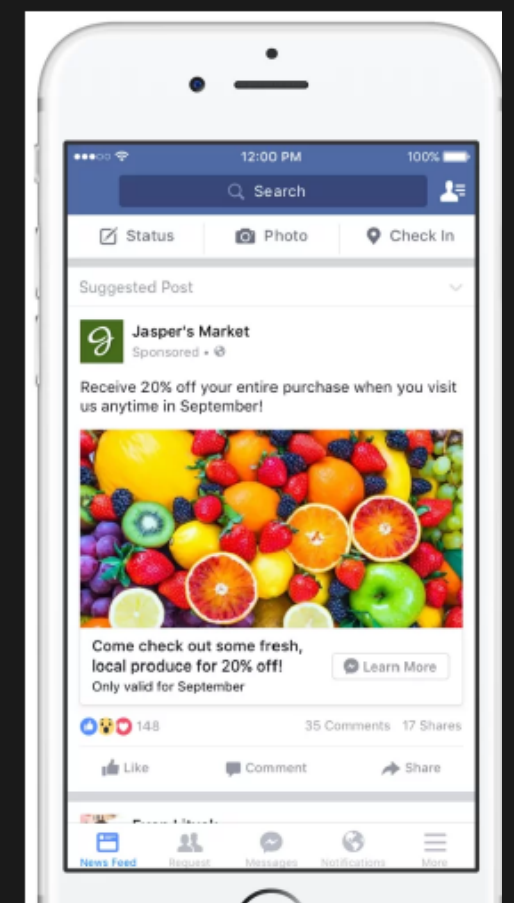 12:00 PM
100%
Search
Status
Photo
Check In
Suggested Post
Jasper's Market
Sponsored •
Receive 20% off your entire purchase when you visit
us anytime in September!
Come check out some fresh,
local produce for 20% off!
Only valid for September
Learn More
148
35 Comments
17 Shares
Like
Comment
Share
News Feed
Request
Messages
Notifications
More